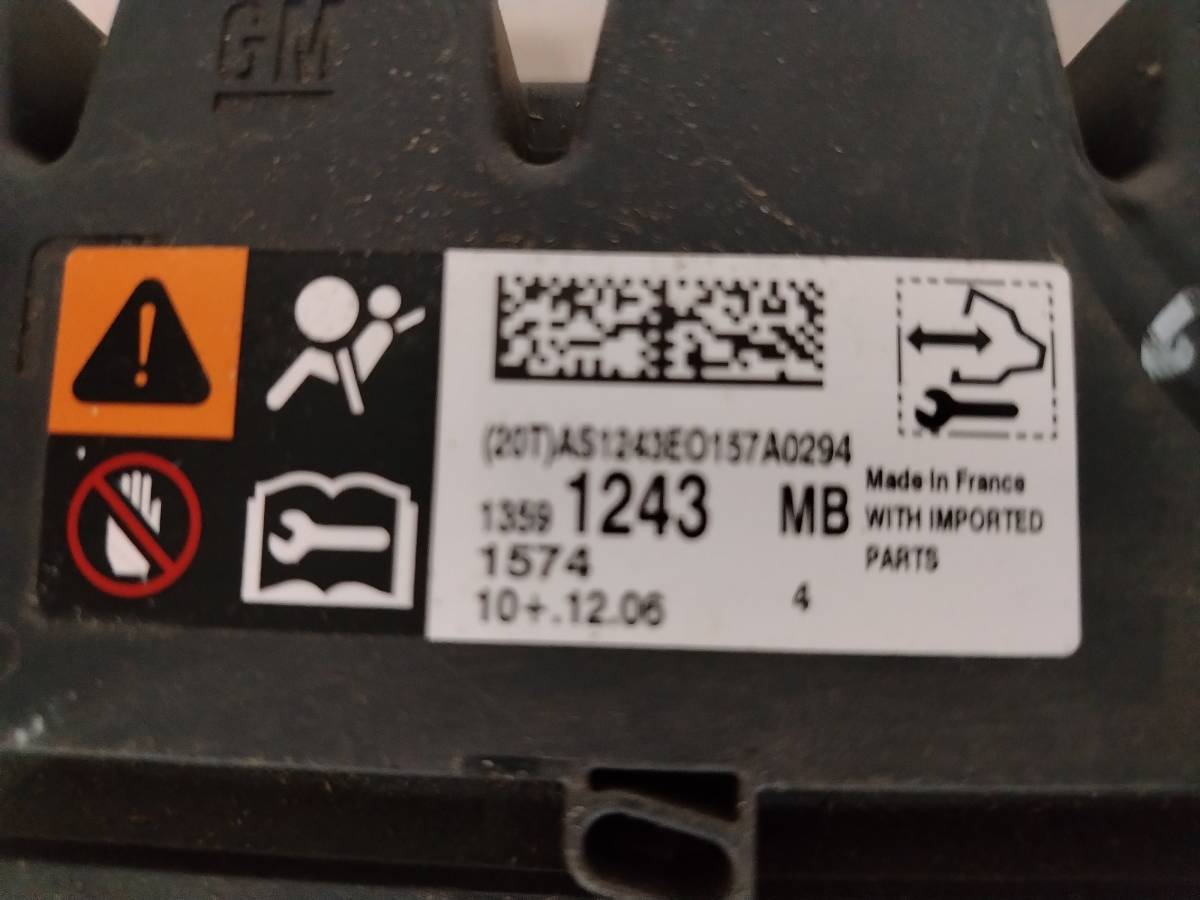 GM
(20T)AS1243EO157A0294
1359 1243 MB
1574
10+.12.06 4
Made In France
WITH IMPORTED
PARTS